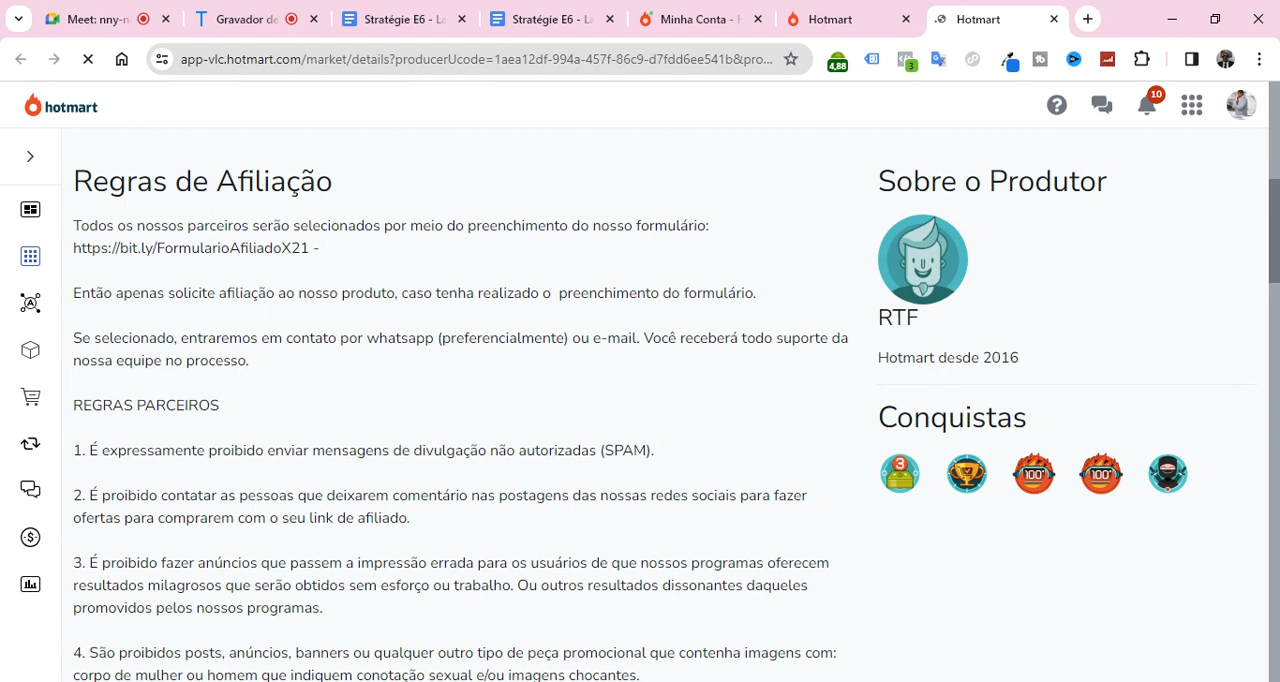 Meet: nny-n
Gravador de
Stratégie E6 - La
Stratégie E6 - La
Minha Conta - H
Hotmart
Hotmart
app-vlc.hotmart.com/market/details?producerUcode=1aea12df-994a-457f-86c9-d7fdd6ee541b&pro...
4,88
3
hotmart
10
Regras de Afiliação
Todos os nossos parceiros serão selecionados por meio do preenchimento do nosso formulário:
https://bit.ly/FormularioAfiliadoX21 -
Então apenas solicite afiliação ao nosso produto, caso tenha realizado o preenchimento do formulário.
Se selecionado, entraremos em contato por whatsapp (preferencialmente) ou e-mail. Você receberá todo suporte da
nossa equipe no processo.
REGRAS PARCEIROS
1. É expressamente proibido enviar mensagens de divulgação não autorizadas (SPAM).
2. É proibido contatar as pessoas que deixarem comentário nas postagens das nossas redes sociais para fazer
ofertas para comprarem com o seu link de afiliado.
3. É proibido fazer anúncios que passem a impressão errada para os usuários de que nossos programas oferecem
resultados milagrosos que serão obtidos sem esforço ou trabalho. Ou outros resultados dissonantes daqueles
promovidos pelos nossos programas.
4. São proibidos posts, anúncios, banners ou qualquer outro tipo de peça promocional que contenha imagens com:
corpo de mulher ou homem que indiquem conotação sexual e/ou imagens chocantes.
Sobre o Produtor
RTF
Hotmart desde 2016
Conquistas
3
100
100